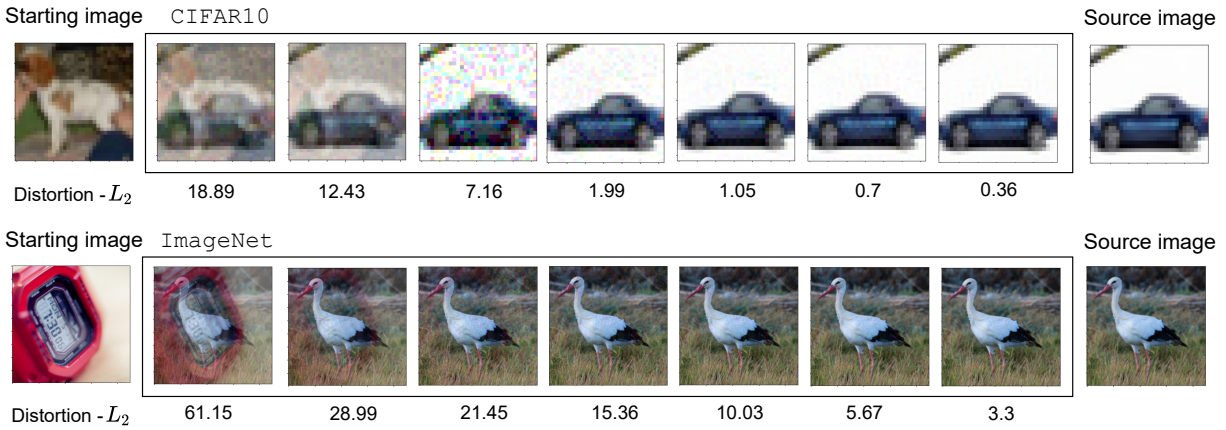 Starting image CIFAR10 Source image
Distortion - L₂ 18.89 12.43 7.16 1.99 1.05 0.7 0.36
Starting image ImageNet Source image
Distortion - L₂ 61.15 28.99 21.45 15.36 10.03 5.67 3.3